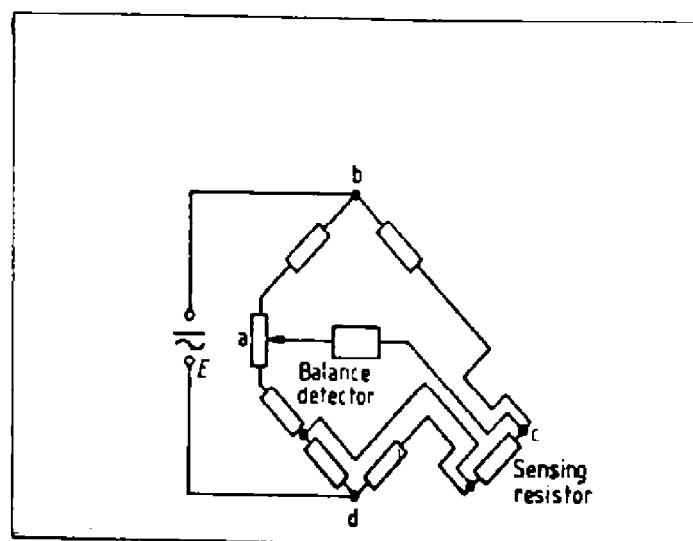 b
a
E
Balance
detector
c
Sensing
resistor
d